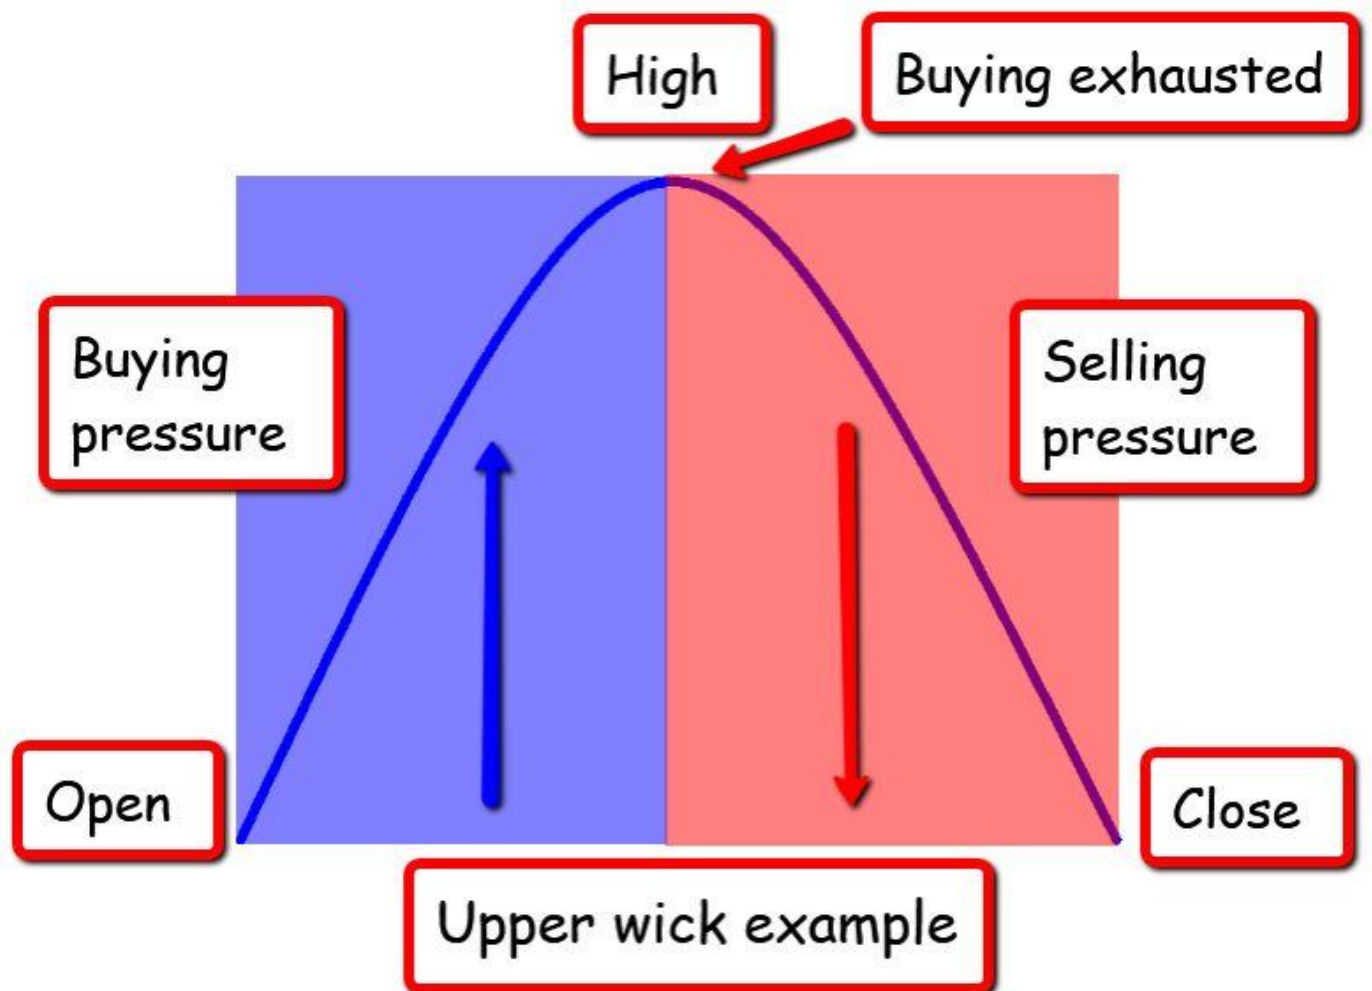 High
Buying exhausted
Buying
pressure
Selling
pressure
Open
Close
Upper wick example